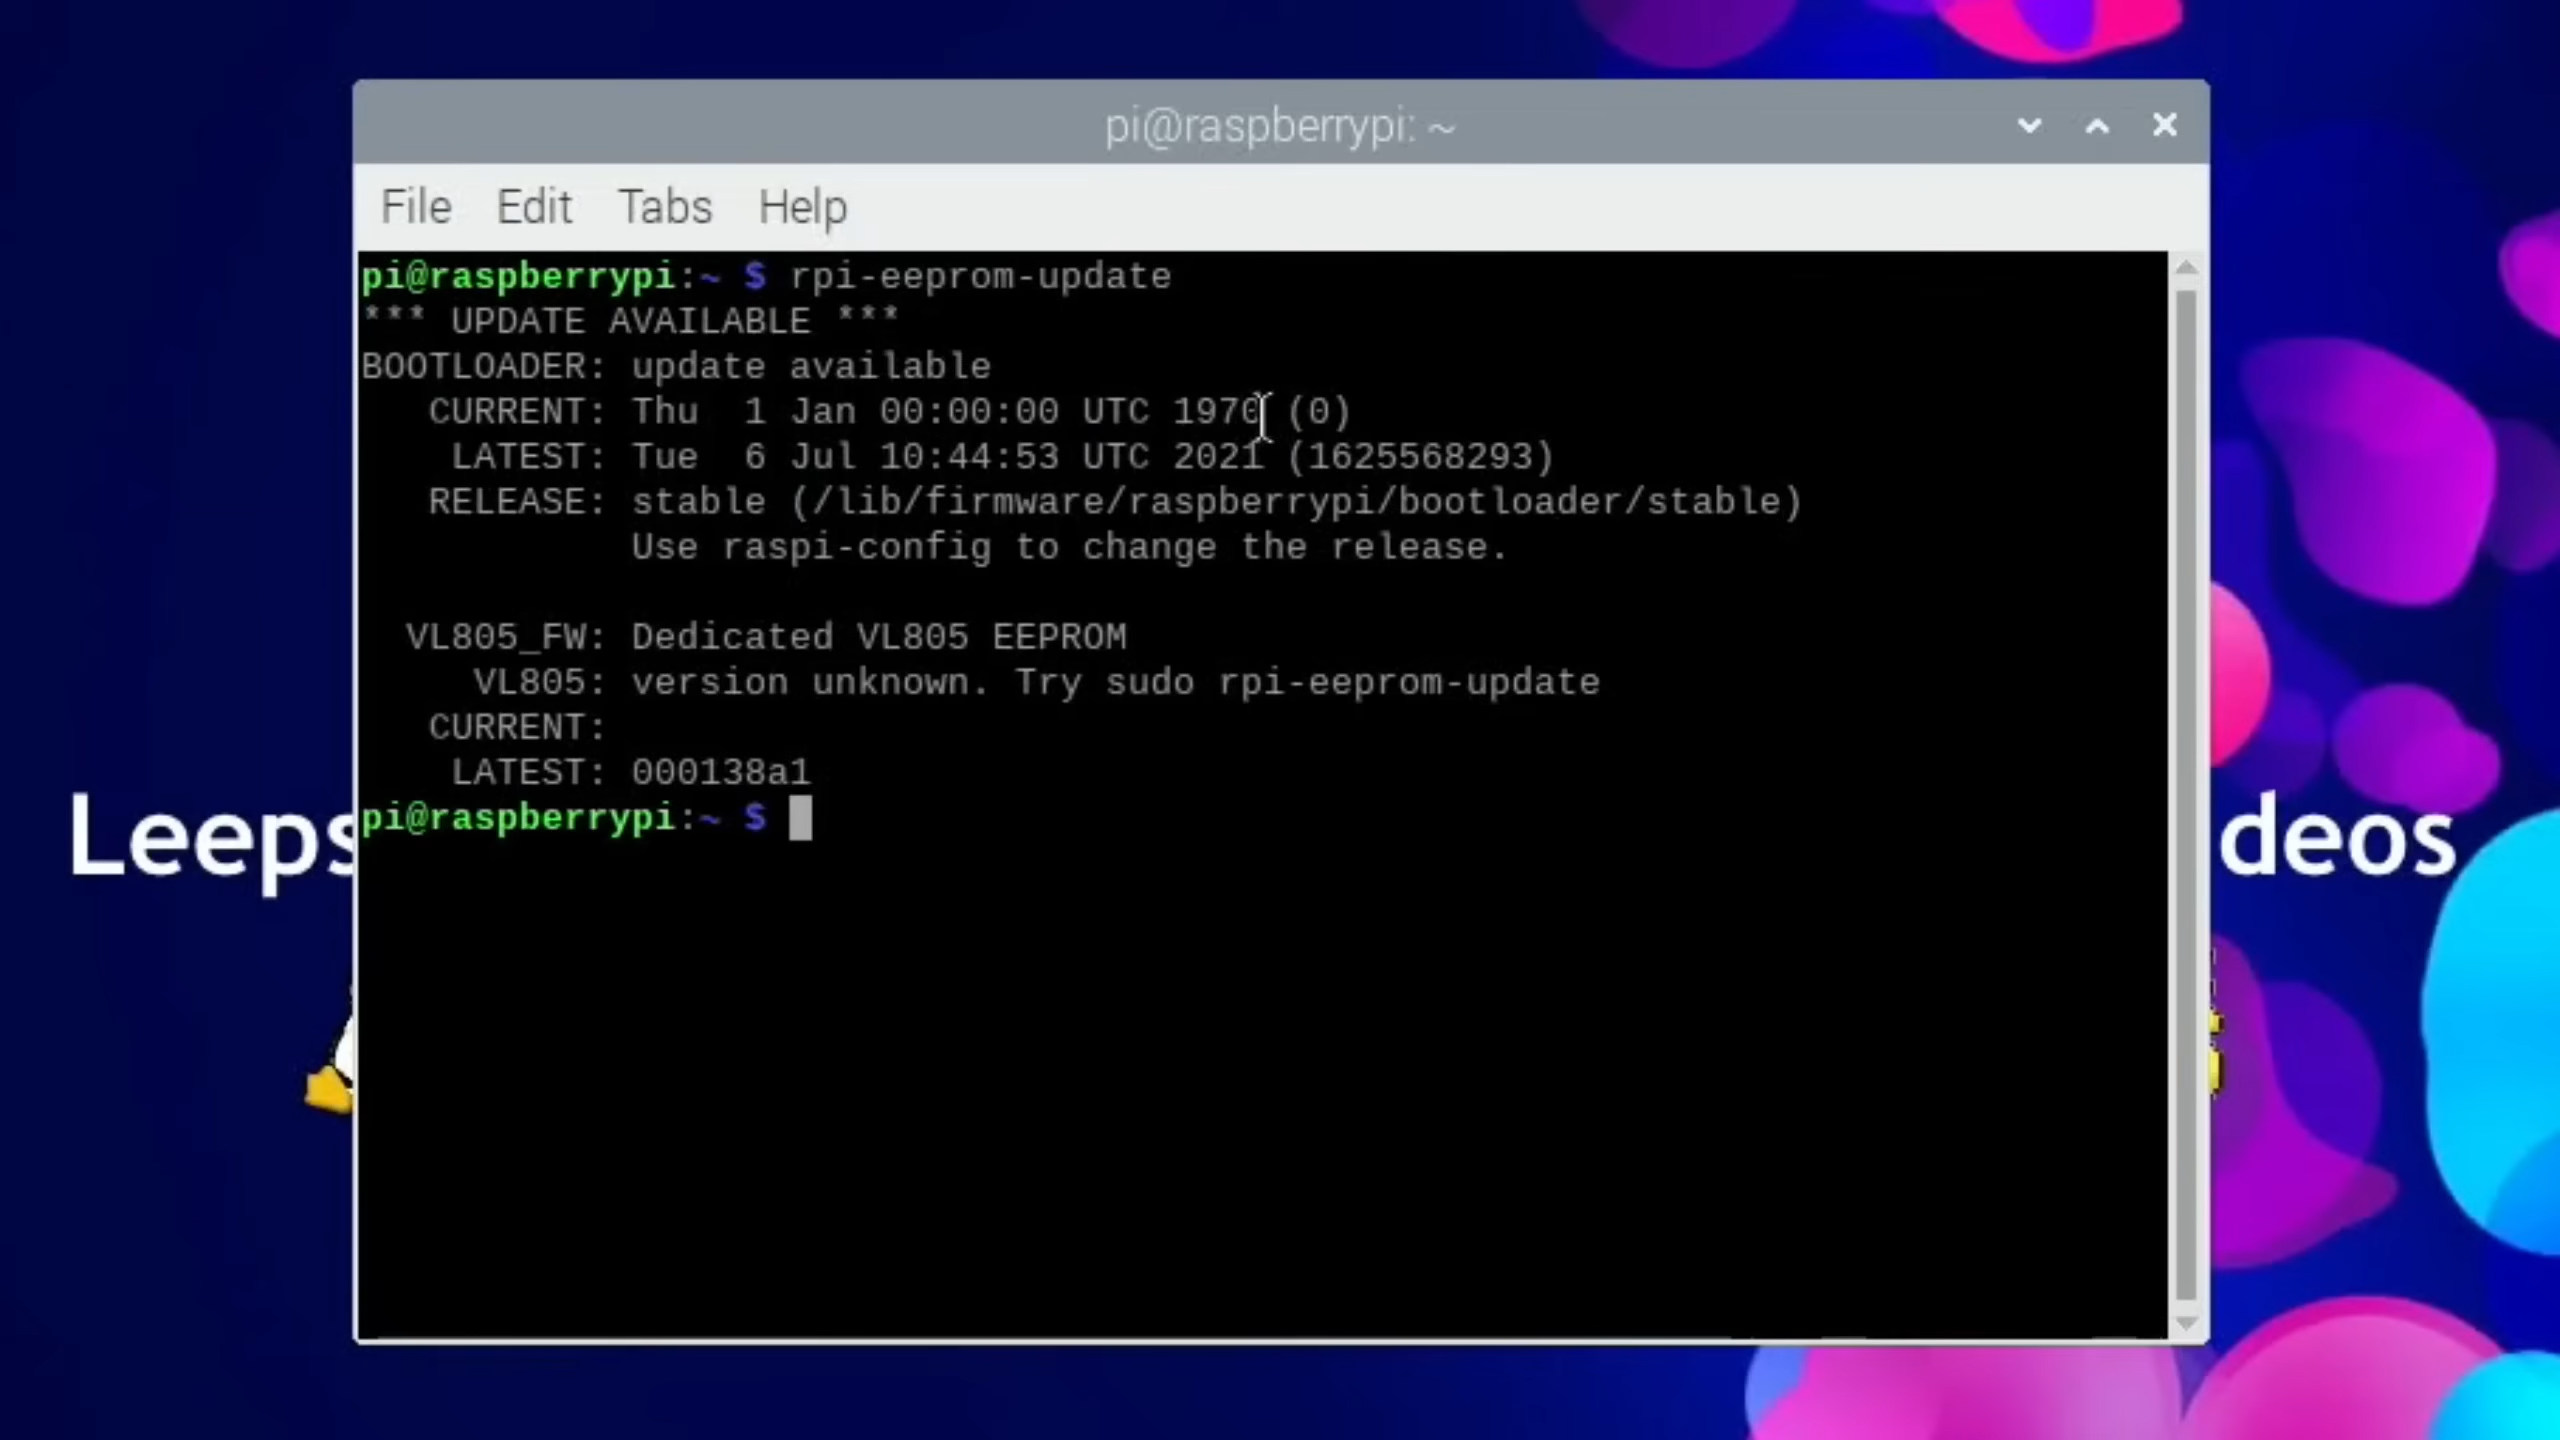 pi@raspberrypi: ~
File Edit Tabs Help
pi@raspberrypi:~ $ rpi-eeprom-update
*** UPDATE AVAILABLE ***
BOOTLOADER: update available
CURRENT: Thu  1 Jan 00:00:00 UTC 1970 (0)
LATEST: Tue  6 Jul 10:44:53 UTC 2021 (1625568293)
RELEASE: stable (/lib/firmware/raspberrypi/bootloader/stable)
Use raspi-config to change the release.
VL805_FW: Dedicated VL805 EEPROM
VL805: version unknown. Try sudo rpi-eeprom-update
CURRENT:
LATEST: 000138a1
pi@raspberrypi:~ $
Leeps deos